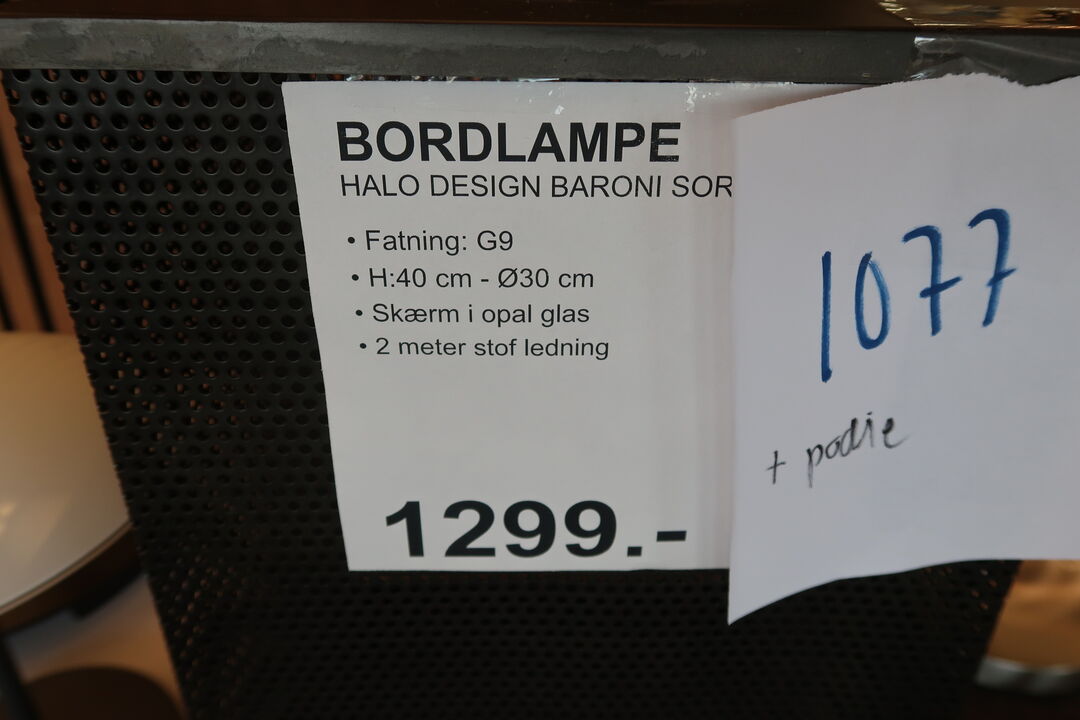 BORDLAMPE
HALO DESIGN BARONI SOR
• Fatning: G9
• H:40 cm - Ø30 cm
• Skærm i opal glas
• 2 meter stof ledning
1299.-
1077
+ podie